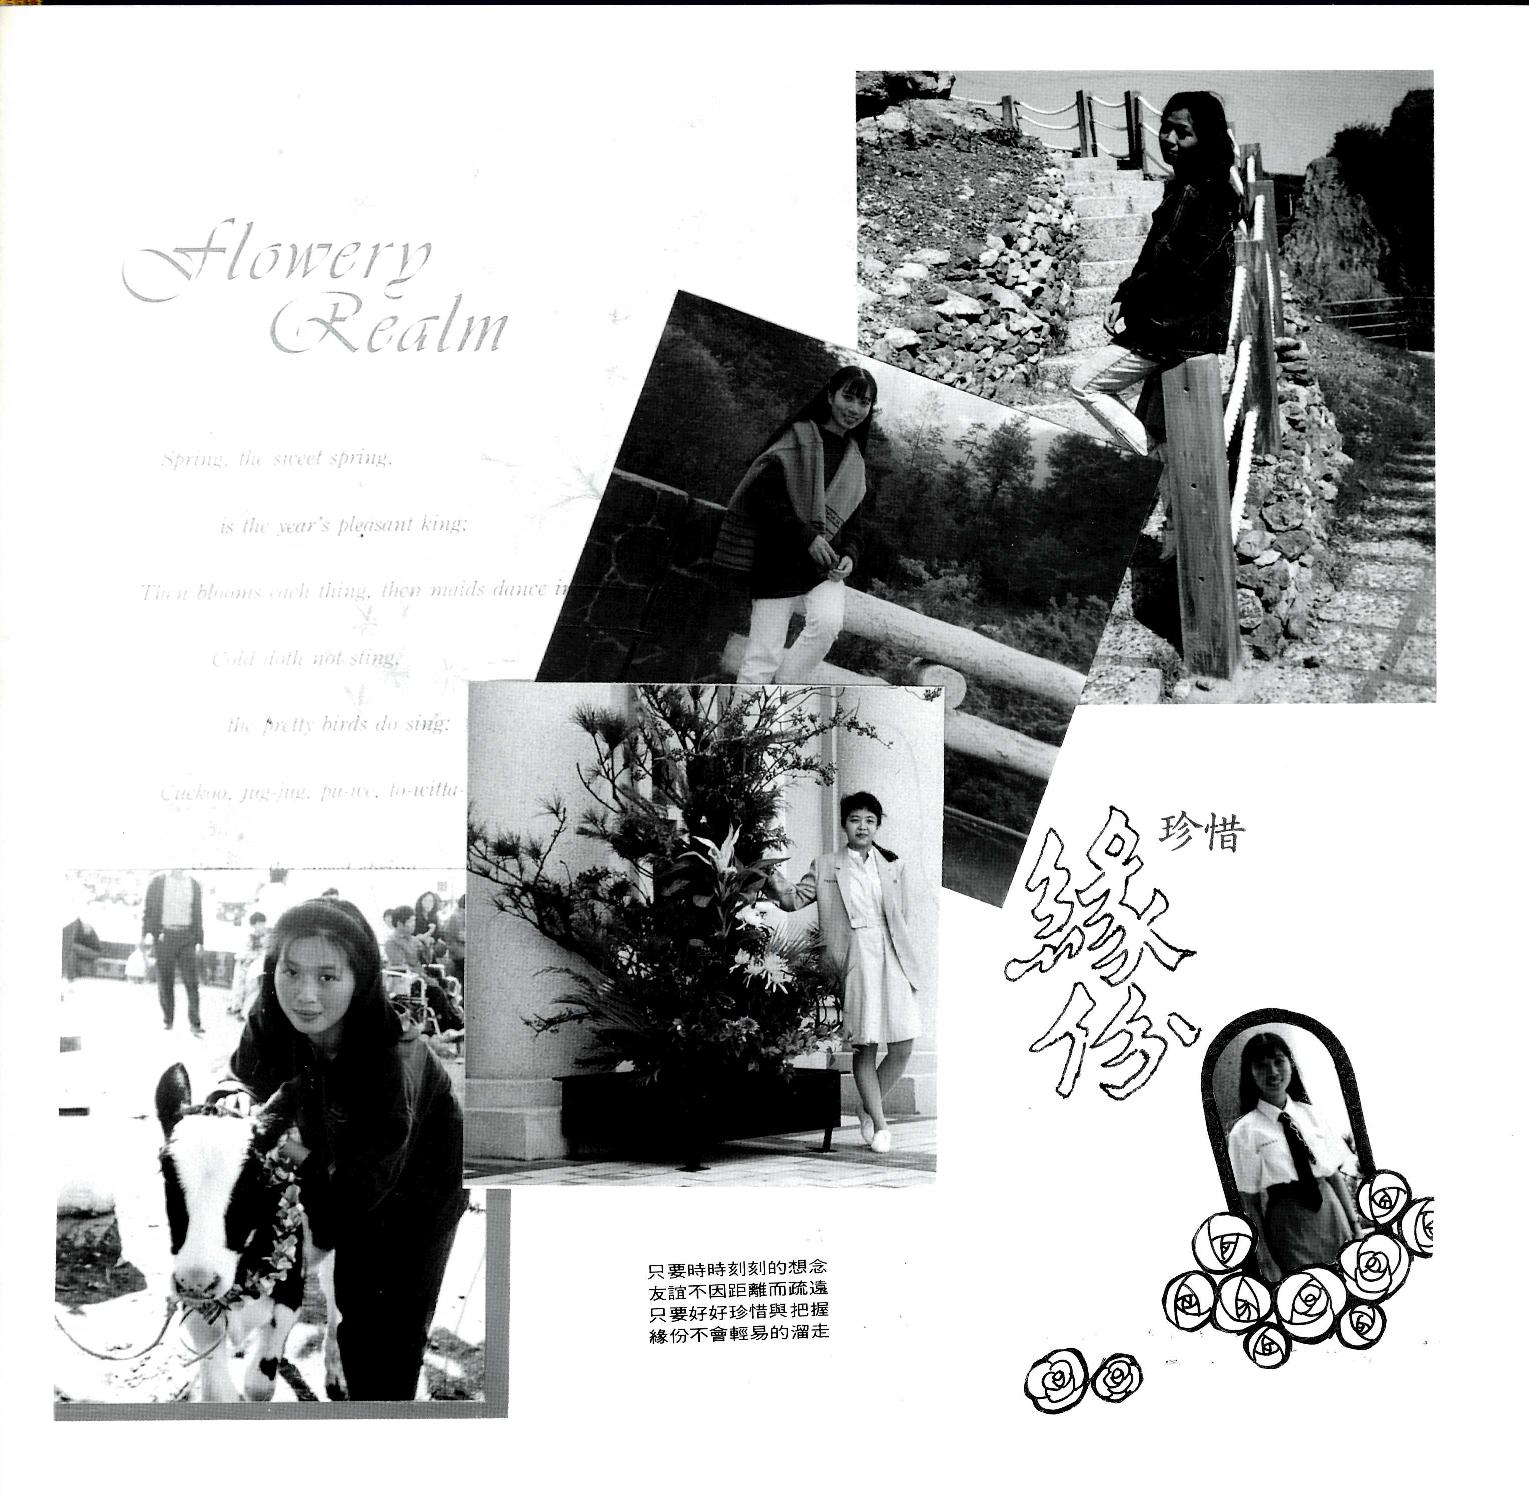 Flowery
Realm
Spring, the sweet spring,
is the year's pleasant king;
Then blooms each thing, then maids dance in
Cold doth not sting,
the pretty birds do sing:
Cuckoo, jug-jug, pu-we, to-witta-
the sweet spring
珍惜
緣份
只要時時刻刻的想念
友誼不因距離而疏遠
只要好好珍惜與把握
緣份不會輕易的溜走